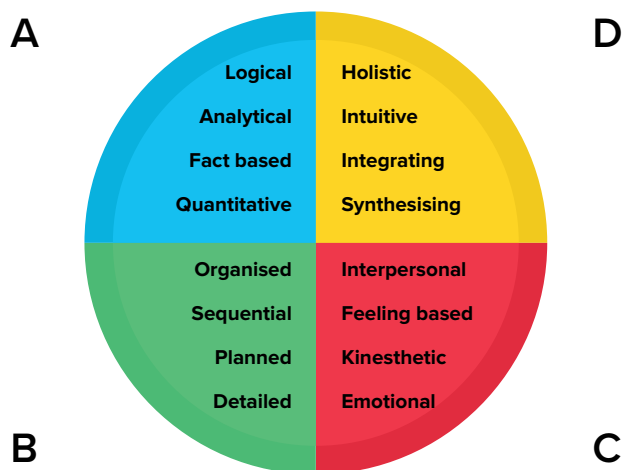 A
D
Logical
Analytical
Fact based
Quantitative
Holistic
Intuitive
Integrating
Synthesising
Organised
Sequential
Planned
Detailed
Interpersonal
Feeling based
Kinesthetic
Emotional
B
C